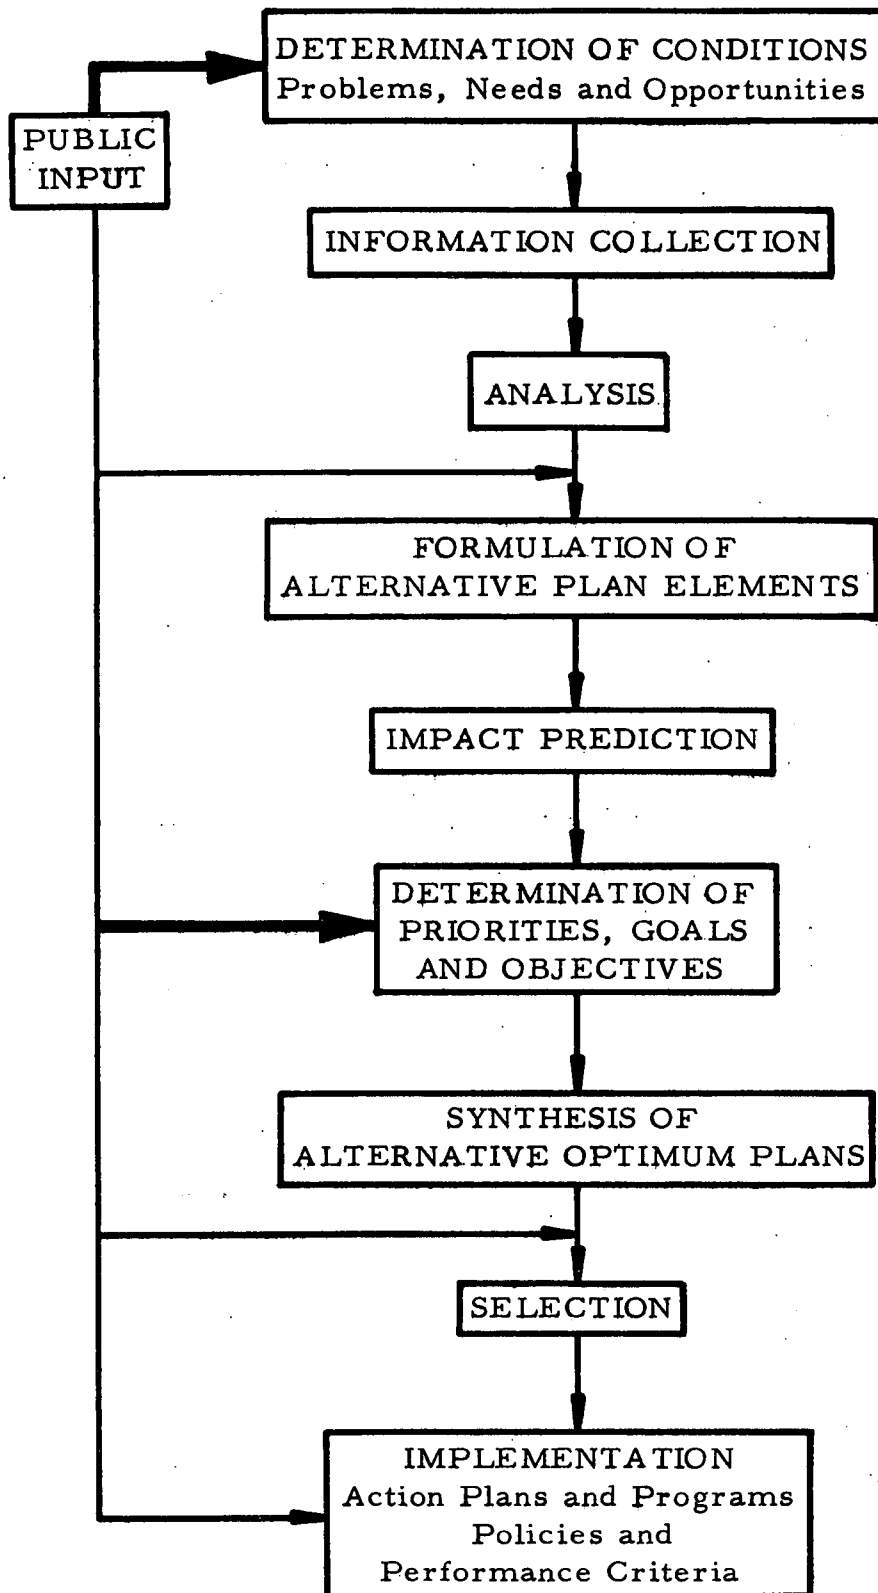 DETERMINATION OF CONDITIONS
Problems, Needs and Opportunities
PUBLIC
INPUT
INFORMATION COLLECTION
ANALYSIS
FORMULATION OF
ALTERNATIVE PLAN ELEMENTS
IMPACT PREDICTION
DETERMINATION OF
PRIORITIES, GOALS
AND OBJECTIVES
SYNTHESIS OF
ALTERNATIVE OPTIMUM PLANS
SELECTION
IMPLEMENTATION
Action Plans and Programs
Policies and
Performance Criteria